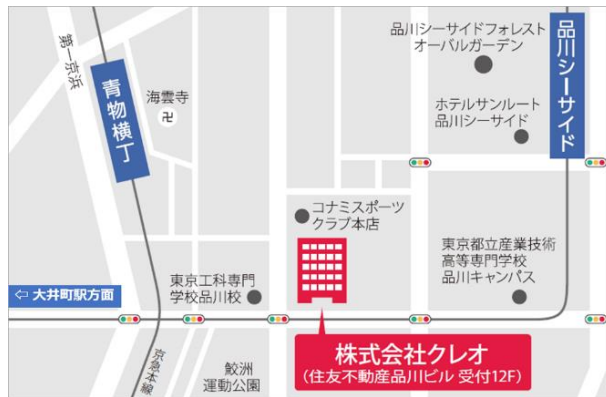 第一京浜
青物横丁
海雲寺
卍
品川シーサイドフォレスト
オーバルガーデン
ホテルサンルート
品川シーサイド
品川シーサイド
コナミスポーツ
クラブ本店
東京都立産業技術
高等専門学校
品川キャンパス
東京工科専門
学校品川校
⇦ 大井町駅方面
京急本線
鮫洲
運動公園
株式会社クレオ
(住友不動産品川ビル 受付12F)